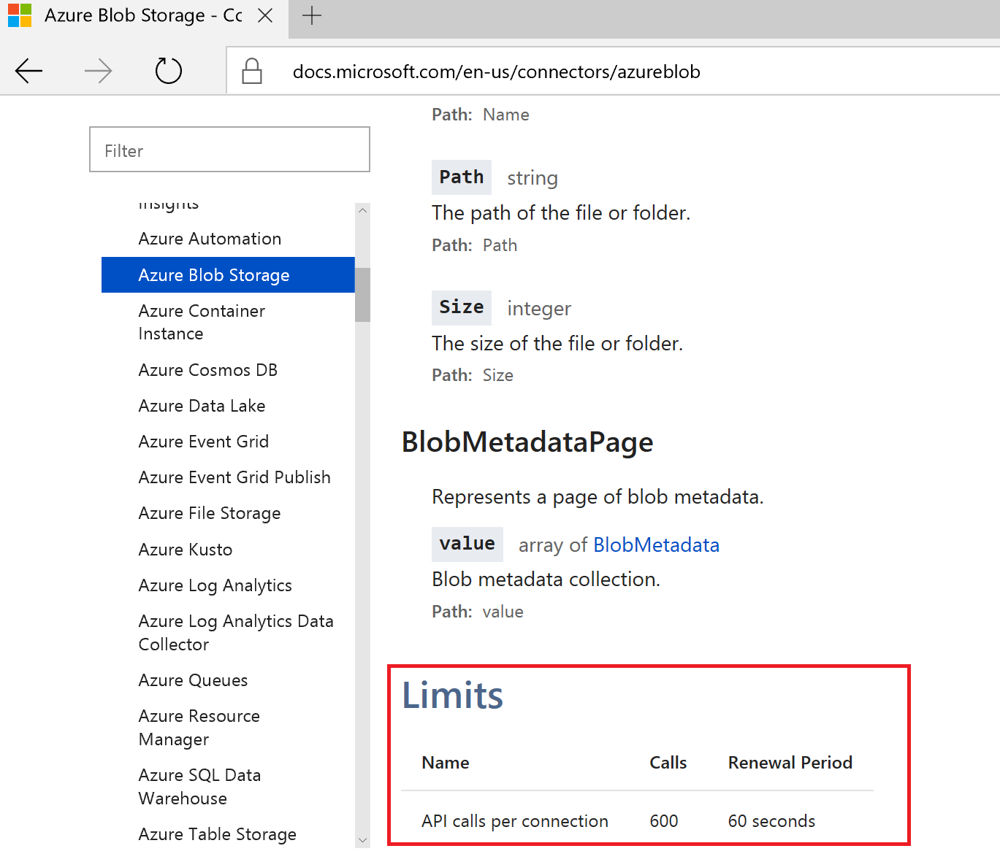 Azure Blob Storage - Cc
docs.microsoft.com/en-us/connectors/azureblob
Filter
Insights
Azure Automation
Azure Blob Storage
Azure Container
Instance
Azure Cosmos DB
Azure Data Lake
Azure Event Grid
Azure Event Grid Publish
Azure File Storage
Azure Kusto
Azure Log Analytics
Azure Log Analytics Data
Collector
Azure Queues
Azure Resource
Manager
Azure SQL Data
Warehouse
Azure Table Storage
Path: Name
Path string
The path of the file or folder.
Path: Path
Size integer
The size of the file or folder.
Path: Size
BlobMetadataPage
Represents a page of blob metadata.
value array of BlobMetadata
Blob metadata collection.
Path: value
Limits
Name Calls Renewal Period
API calls per connection 600 60 seconds